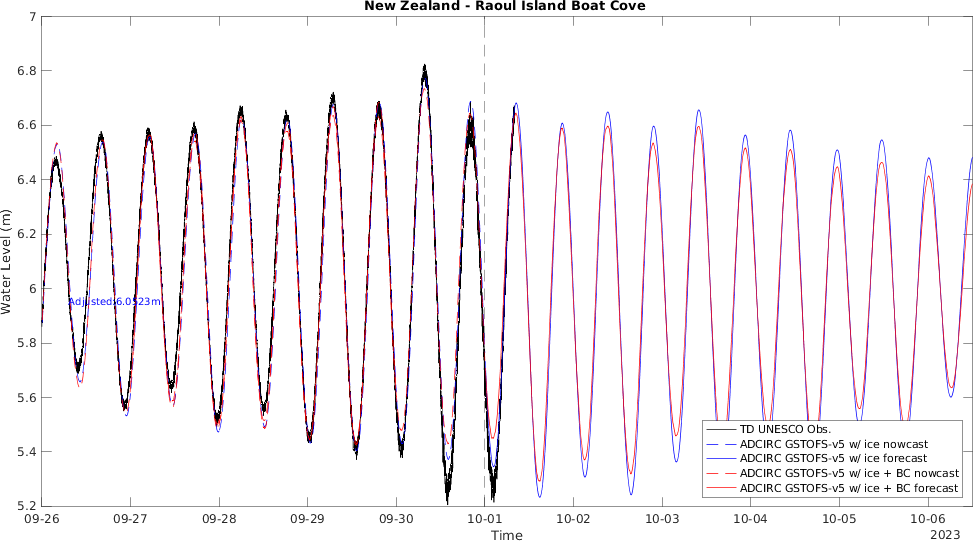 New Zealand - Raoul Island Boat Cove
7
6.8
6.6
6.4
6.2
6
5.8
5.6
5.4
5.2
Water Level (m)
Adjusted:6.0523m
TD UNESCO Obs.
ADCIRC GSTOFS-v5 w/ ice nowcast
ADCIRC GSTOFS-v5 w/ ice forecast
ADCIRC GSTOFS-v5 w/ ice + BC nowcast
ADCIRC GSTOFS-v5 w/ ice + BC forecast
09-26 09-27 09-28 09-29 09-30 10-01 10-02 10-03 10-04 10-05 10-06
2023
Time